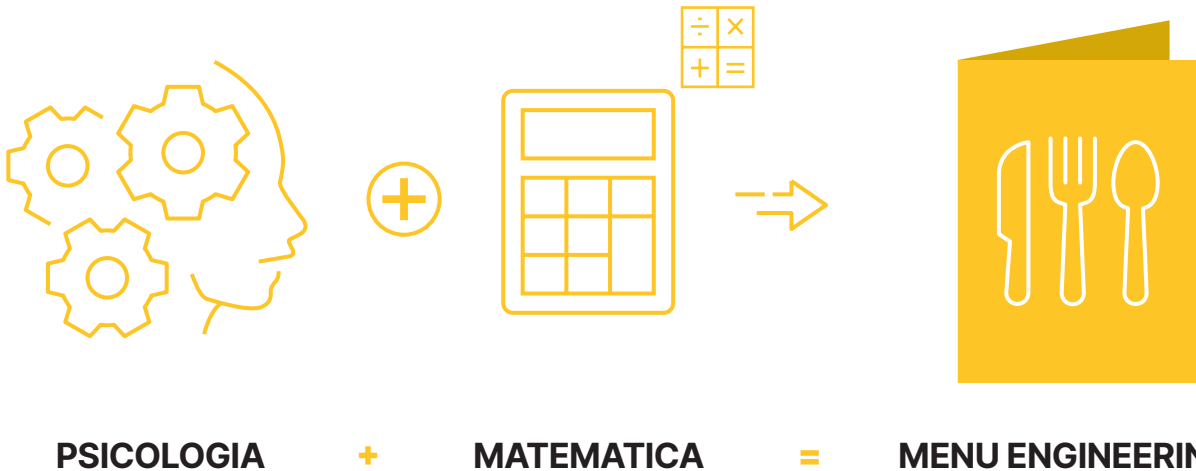 ÷ ×
+ =
PSICOLOGIA + MATEMATICA = MENU ENGINEERIN